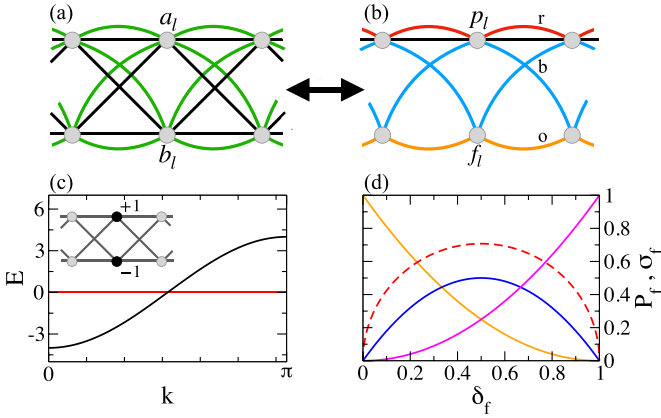 (a)
a_l
b_l
(b)
p_l
r
b
o
f_l
(c)
+1
−1
6
3
0
-3
E
0
π
k
(d)
1
0.8
0.6
0.4
0.2
0
P_f , σ_f
0 0.2 0.4 0.6 0.8 1
δ_f